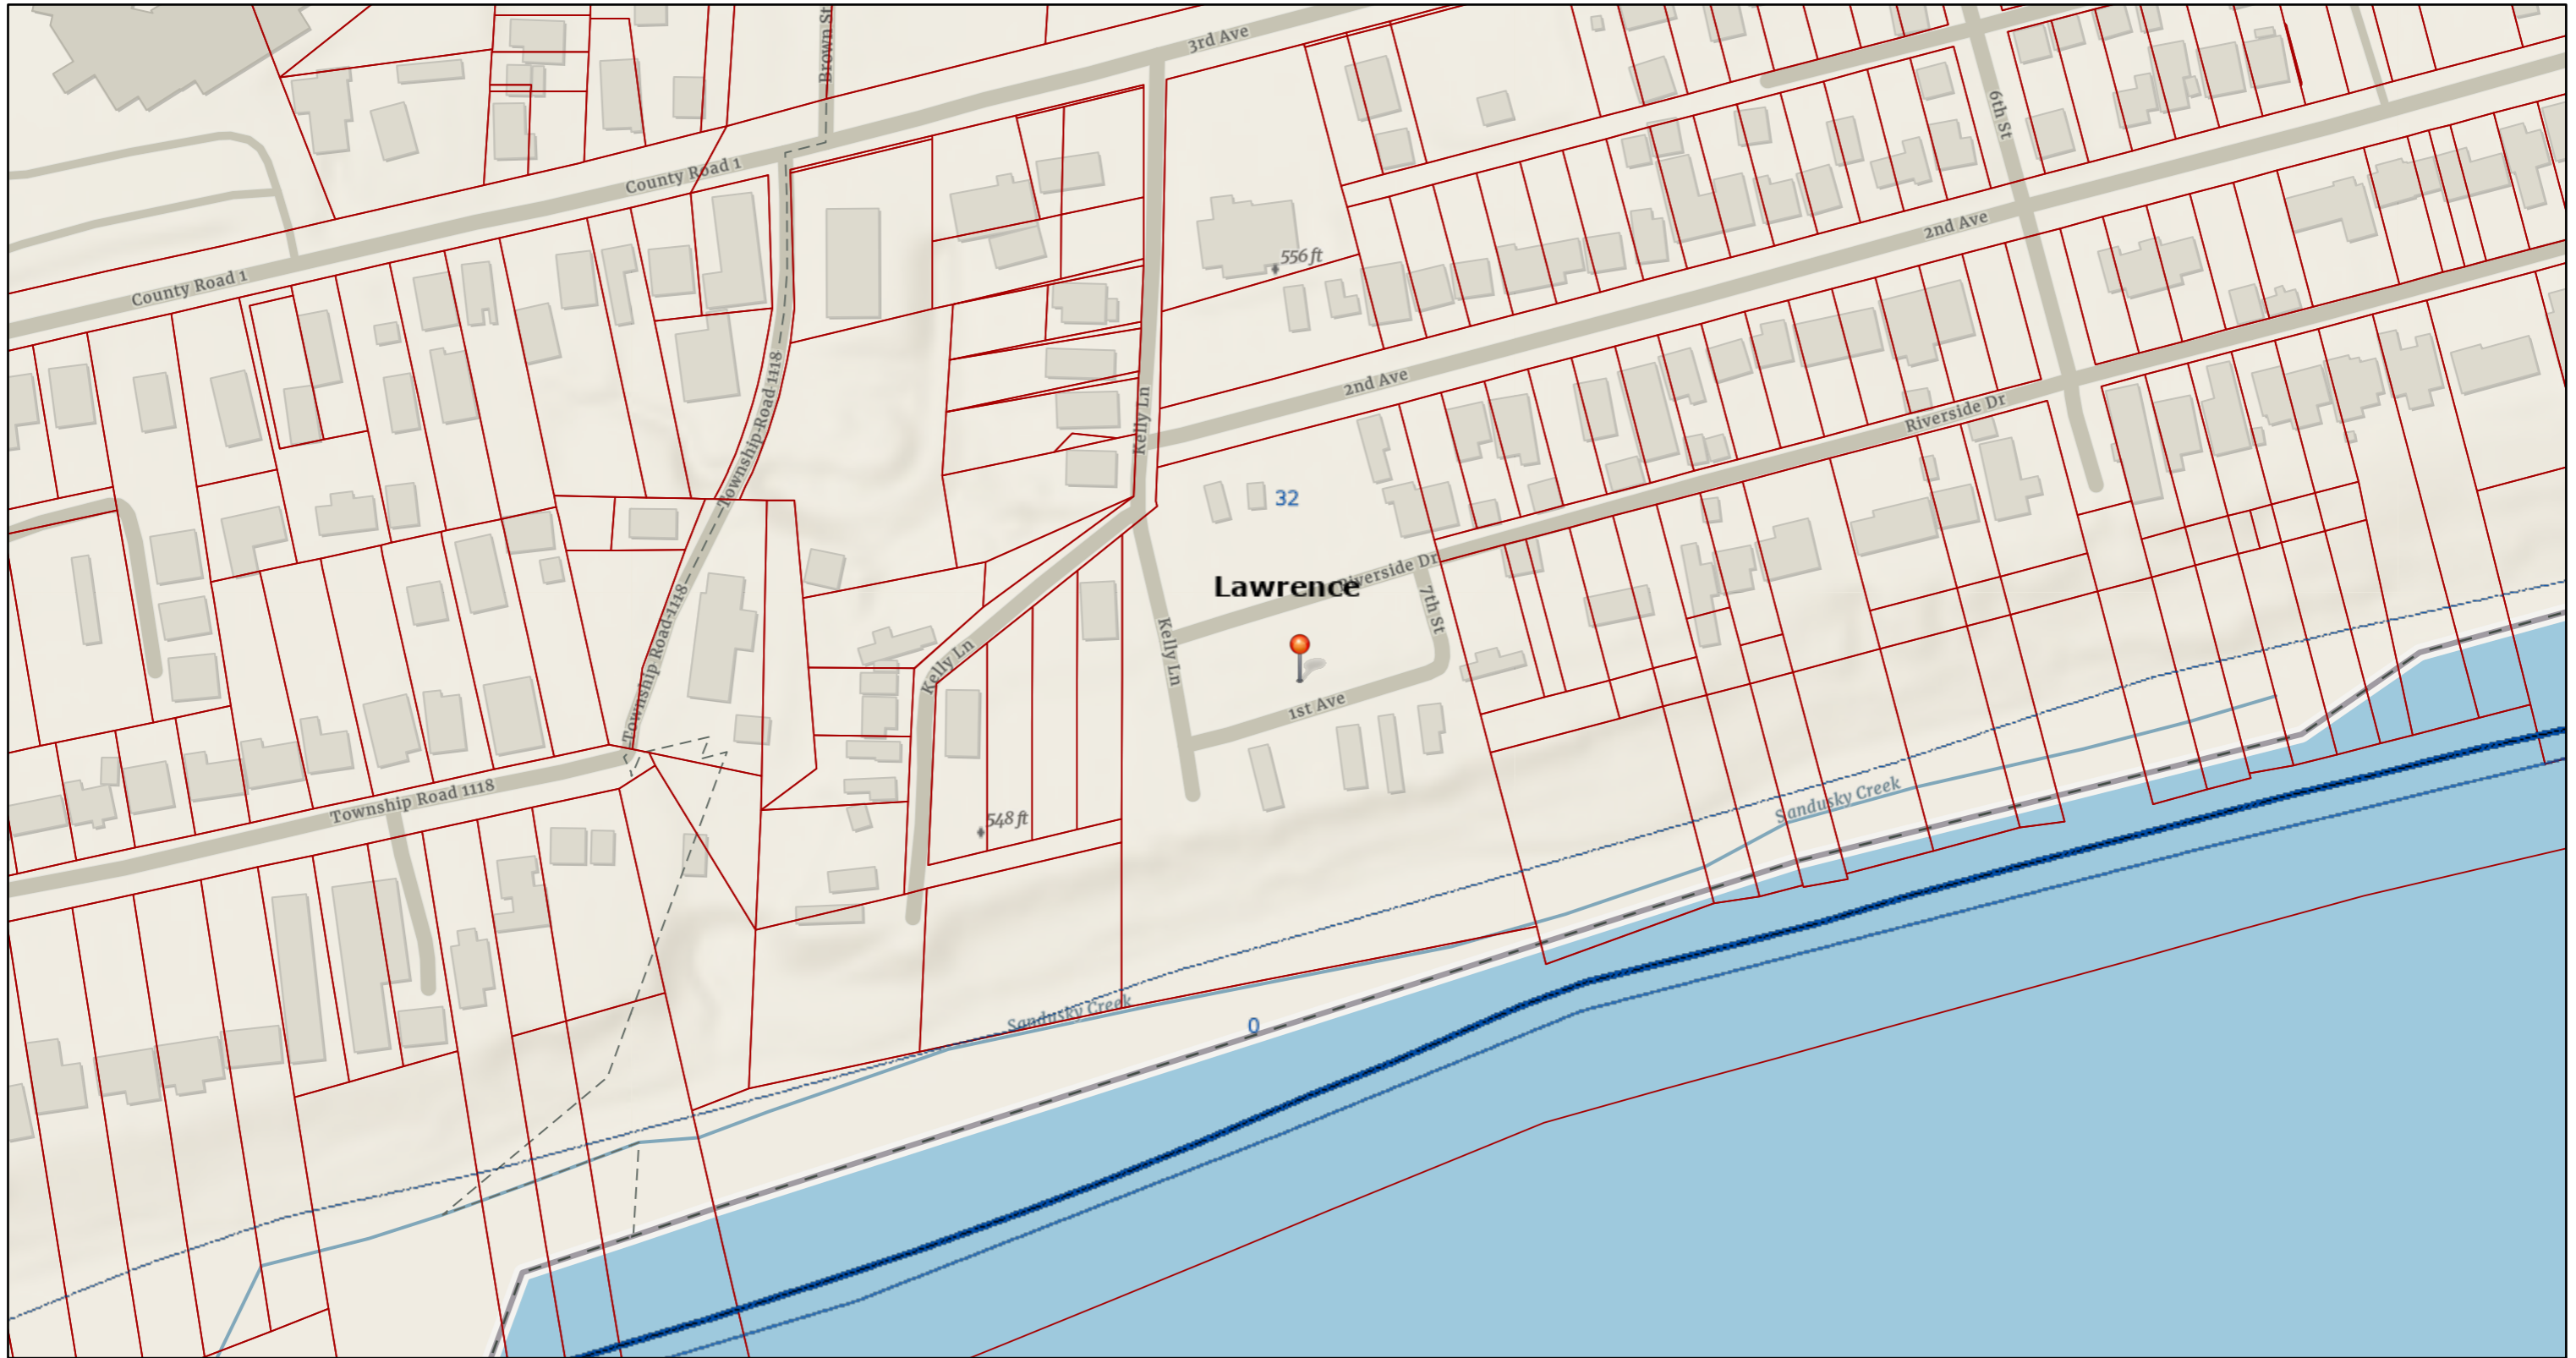 Brown St
3rd Ave
6th St
County Road 1
2nd Ave
556 ft
County Road 1
2nd Ave
Riverside Dr
Kelly Ln
Township Road 1118
32
Riverside Dr
Lawrence
7th St
Kelly Ln
Township Road 1118
Kelly Ln
1st Ave
Township Road 1118
548 ft
Sandusky Creek
Sandusky Creek
0